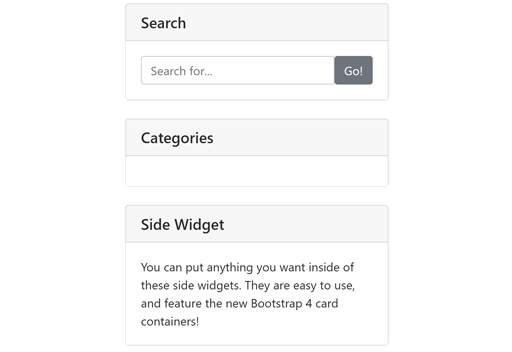 Search
Search for... Go!
Categories
Side Widget
You can put anything you want inside of
these side widgets. They are easy to use,
and feature the new Bootstrap 4 card
containers!